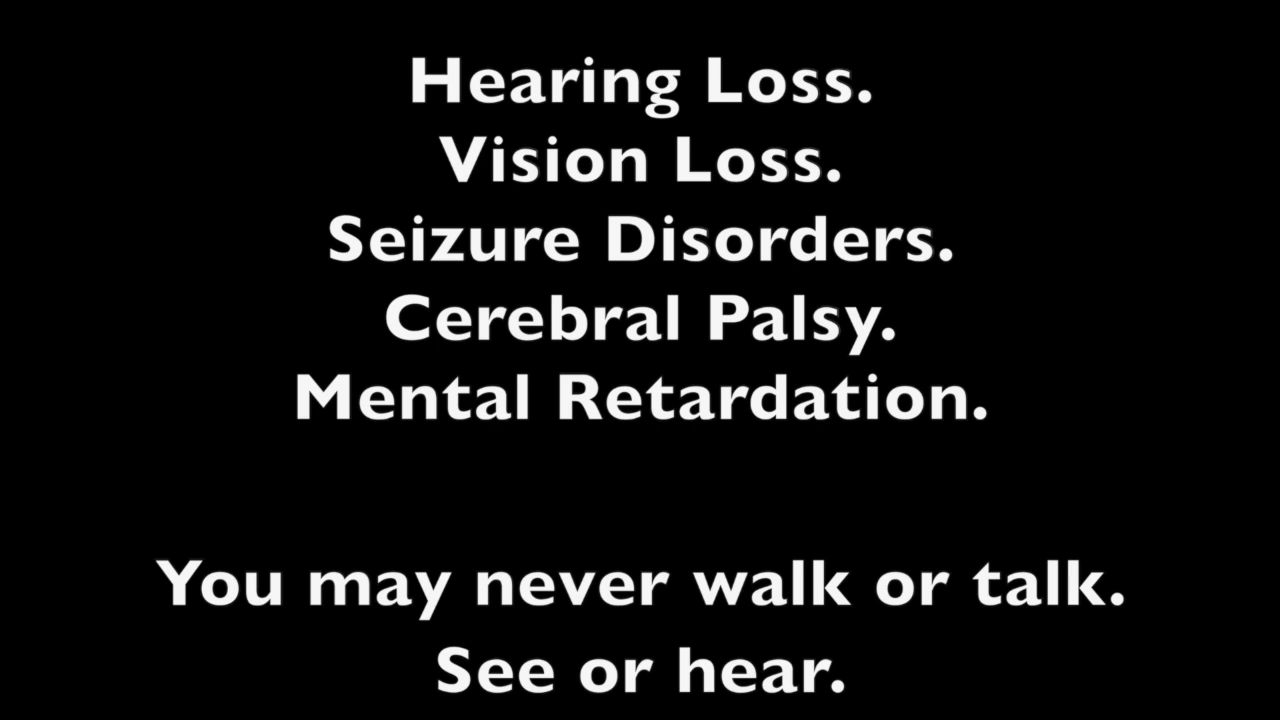 Hearing Loss.
Vision Loss.
Seizure Disorders.
Cerebral Palsy.
Mental Retardation.
You may never walk or talk.
See or hear.